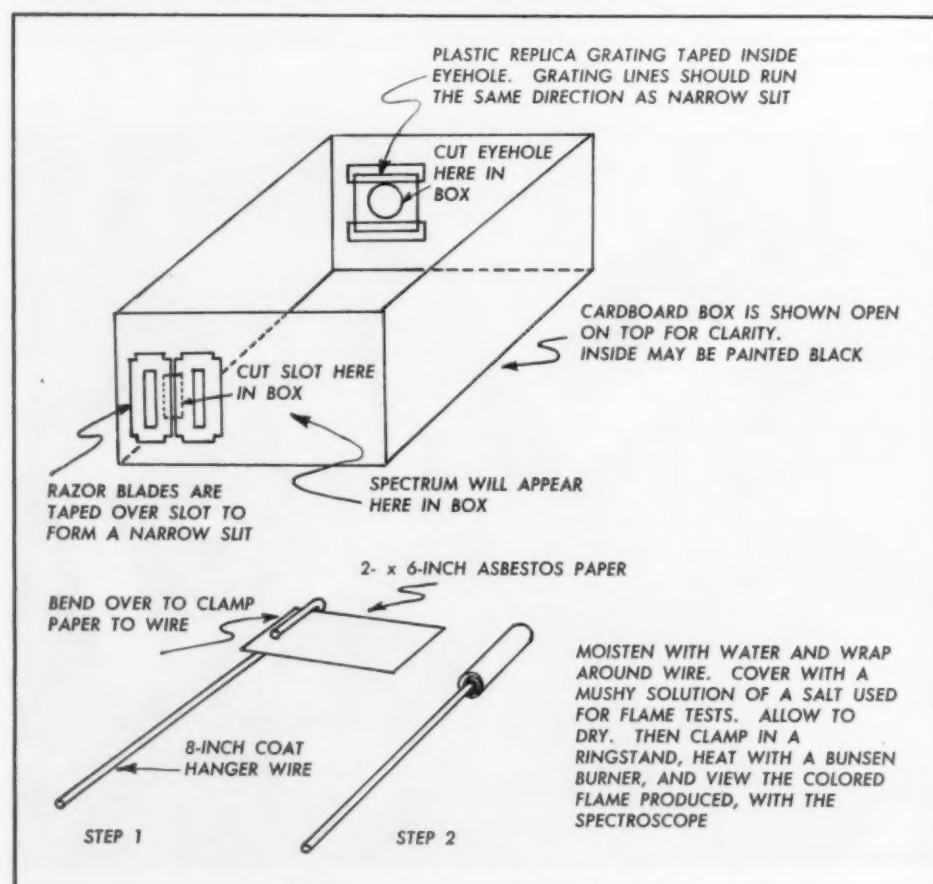 PLASTIC REPLICA GRATING TAPED INSIDE
EYEHOLE. GRATING LINES SHOULD RUN
THE SAME DIRECTION AS NARROW SLIT
CUT EYEHOLE
HERE IN
BOX
CARDBOARD BOX IS SHOWN OPEN
ON TOP FOR CLARITY.
INSIDE MAY BE PAINTED BLACK
CUT SLOT HERE
IN BOX
RAZOR BLADES ARE
TAPED OVER SLOT TO
FORM A NARROW SLIT
SPECTRUM WILL APPEAR
HERE IN BOX
2- x 6-INCH ASBESTOS PAPER
BEND OVER TO CLAMP
PAPER TO WIRE
8-INCH COAT
HANGER WIRE
STEP 1
STEP 2
MOISTEN WITH WATER AND WRAP
AROUND WIRE. COVER WITH A
MUSHY SOLUTION OF A SALT USED
FOR FLAME TESTS. ALLOW TO
DRY. THEN CLAMP IN A
RINGSTAND, HEAT WITH A BUNSEN
BURNER, AND VIEW THE COLORED
FLAME PRODUCED, WITH THE
SPECTROSCOPE